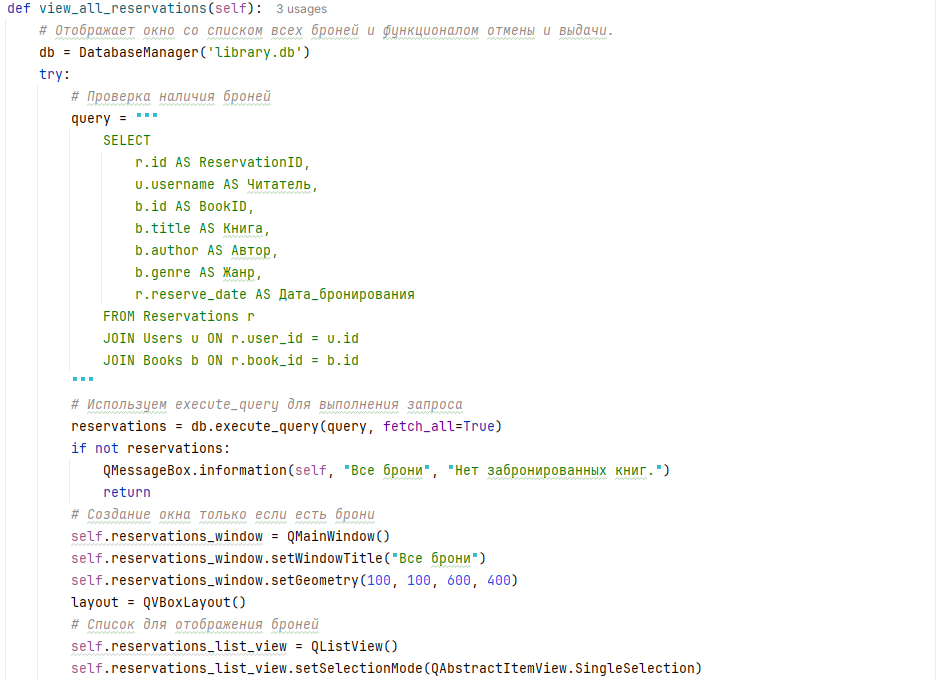 def view_all_reservations(self):  3 usages
    # Отображает окно со списком всех броней и функционалом отмены и выдачи.
    db = DatabaseManager('library.db')
    try:
        # Проверка наличия броней
        query = """
            SELECT
                r.id AS ReservationID,
                u.username AS Читатель,
                b.id AS BookID,
                b.title AS Книга,
                b.author AS Автор,
                b.genre AS Жанр,
                r.reserve_date AS Дата_бронирования
            FROM Reservations r
            JOIN Users u ON r.user_id = u.id
            JOIN Books b ON r.book_id = b.id
        """
        # Используем execute_query для выполнения запроса
        reservations = db.execute_query(query, fetch_all=True)
        if not reservations:
            QMessageBox.information(self, "Все брони", "Нет забронированных книг.")
            return
        # Создание окна только если есть брони
        self.reservations_window = QMainWindow()
        self.reservations_window.setWindowTitle("Все брони")
        self.reservations_window.setGeometry(100, 100, 600, 400)
        layout = QVBoxLayout()
        # Список для отображения броней
        self.reservations_list_view = QListView()
        self.reservations_list_view.setSelectionMode(QAbstractItemView.SingleSelection)